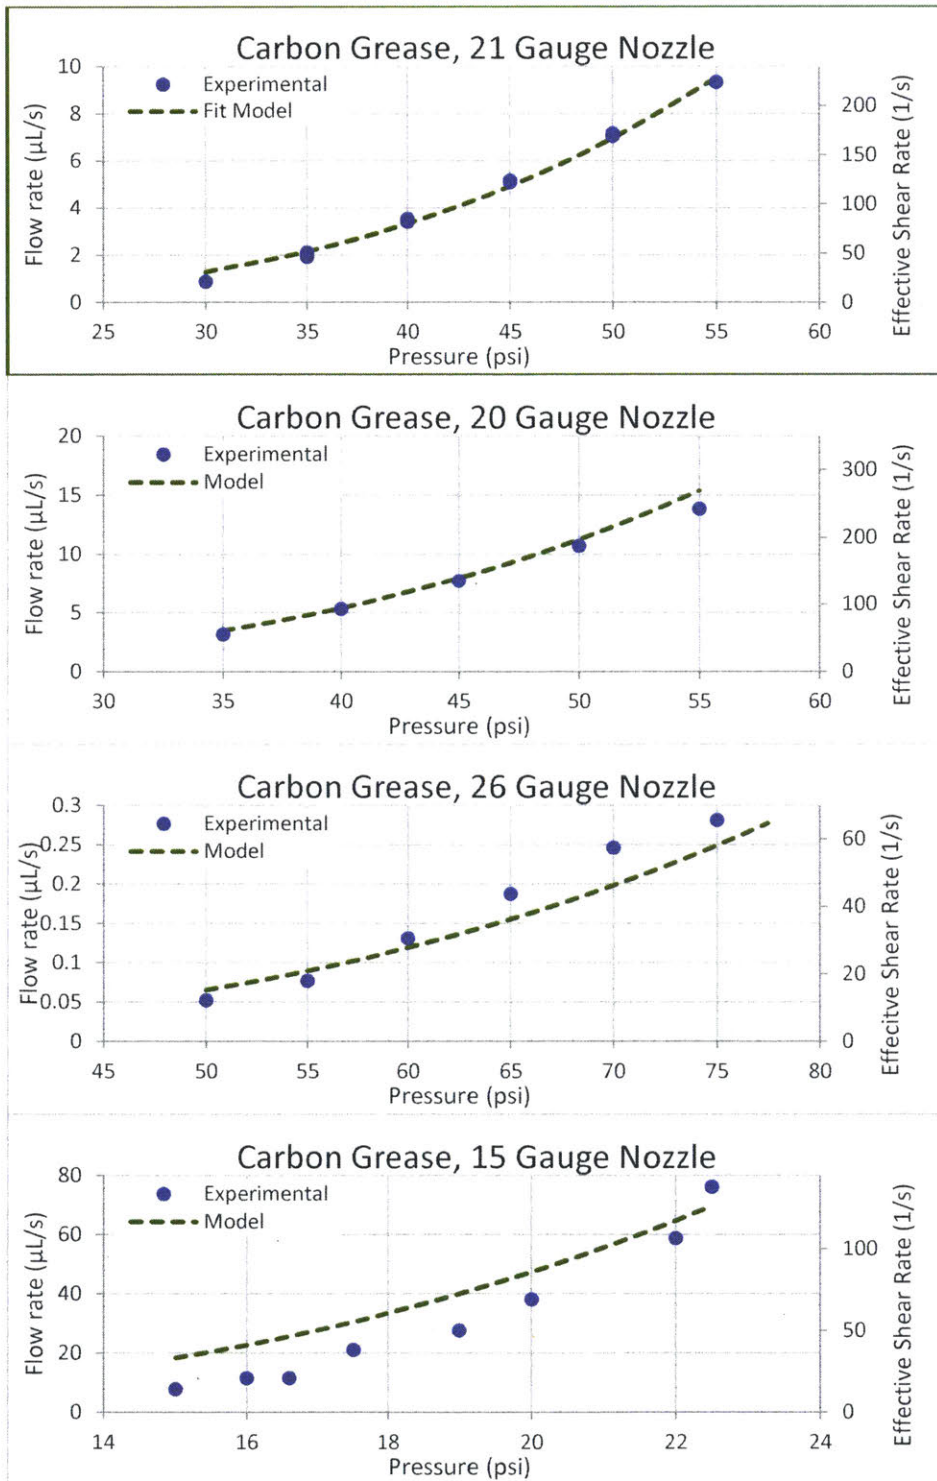 Carbon Grease, 21 Gauge Nozzle
Experimental
Fit Model
Flow rate (µL/s)
10
8
6
4
2
0
Effective Shear Rate (1/s)
200
150
100
50
0
25 30 35 40 45 50 55 60
Pressure (psi)
Carbon Grease, 20 Gauge Nozzle
Experimental
Model
Flow rate (µL/s)
20
15
10
5
0
Effective Shear Rate (1/s)
300
200
100
0
30 35 40 45 50 55 60
Pressure (psi)
Carbon Grease, 26 Gauge Nozzle
Experimental
Model
Flow rate (µL/s)
0.3
0.25
0.2
0.15
0.1
0.05
0
Effecitve Shear Rate (1/s)
60
40
20
0
45 50 55 60 65 70 75 80
Pressure (psi)
Carbon Grease, 15 Gauge Nozzle
Experimental
Model
Flow rate (µL/s)
80
60
40
20
0
Effective Shear Rate (1/s)
100
50
0
14 16 18 20 22 24
Pressure (psi)